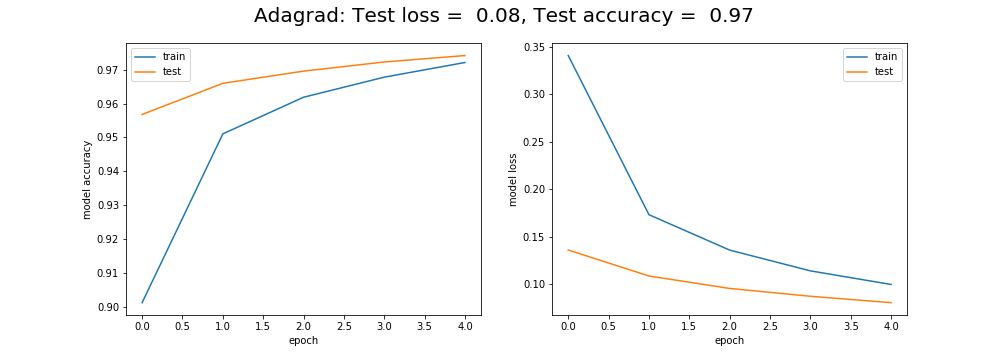 Adagrad: Test loss =  0.08, Test accuracy =  0.97
train
test
model accuracy
0.97
0.96
0.95
0.94
0.93
0.92
0.91
0.90
0.0 0.5 1.0 1.5 2.0 2.5 3.0 3.5 4.0
epoch
train
test
model loss
0.35
0.30
0.25
0.20
0.15
0.10
0.0 0.5 1.0 1.5 2.0 2.5 3.0 3.5 4.0
epoch